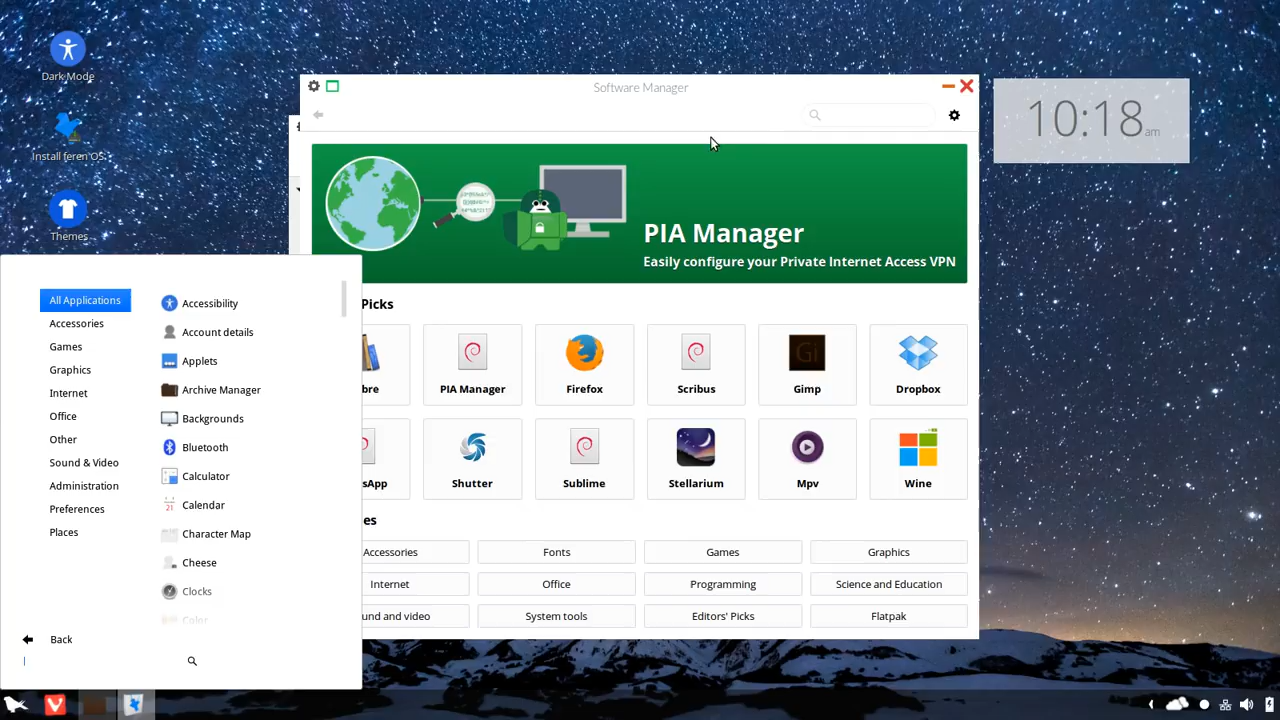 Dark Mode
Install feren OS
Themes
Software Manager
10:18 am
PIA Manager
Easily configure your Private Internet Access VPN
Picks
bre
PIA Manager
Firefox
Scribus
Gimp
Dropbox
sApp
Shutter
Sublime
Stellarium
Mpv
Wine
es
Accessories
Fonts
Games
Graphics
Internet
Office
Programming
Science and Education
und and video
System tools
Editors' Picks
Flatpak
All Applications
Accessories
Games
Graphics
Internet
Office
Other
Sound & Video
Administration
Preferences
Places
Accessibility
Account details
Applets
Archive Manager
Backgrounds
Bluetooth
Calculator
Calendar
Character Map
Cheese
Clocks
Color
Back